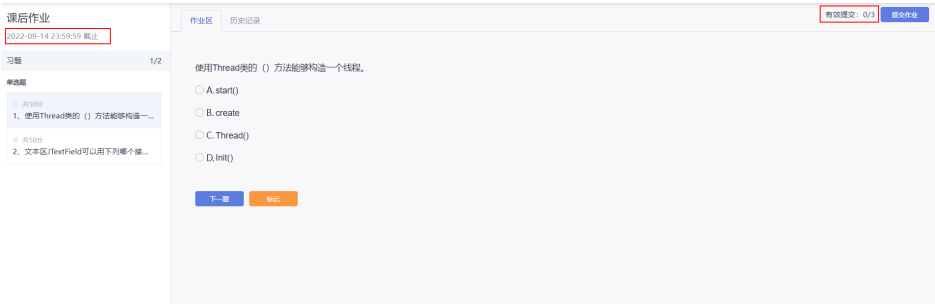 课后作业
2022-09-14 23:59:59 截止
习题 1/2
单选题
共50分
1、使用Thread类的（）方法能够构造一...
共50分
2、文本区JTextField可以用下列哪个接...
作业区 历史记录
有效提交：0/3 提交作业
使用Thread类的（）方法能够构造一个线程。
A. start()
B. create
C. Thread()
D. Init()
下一题 标记